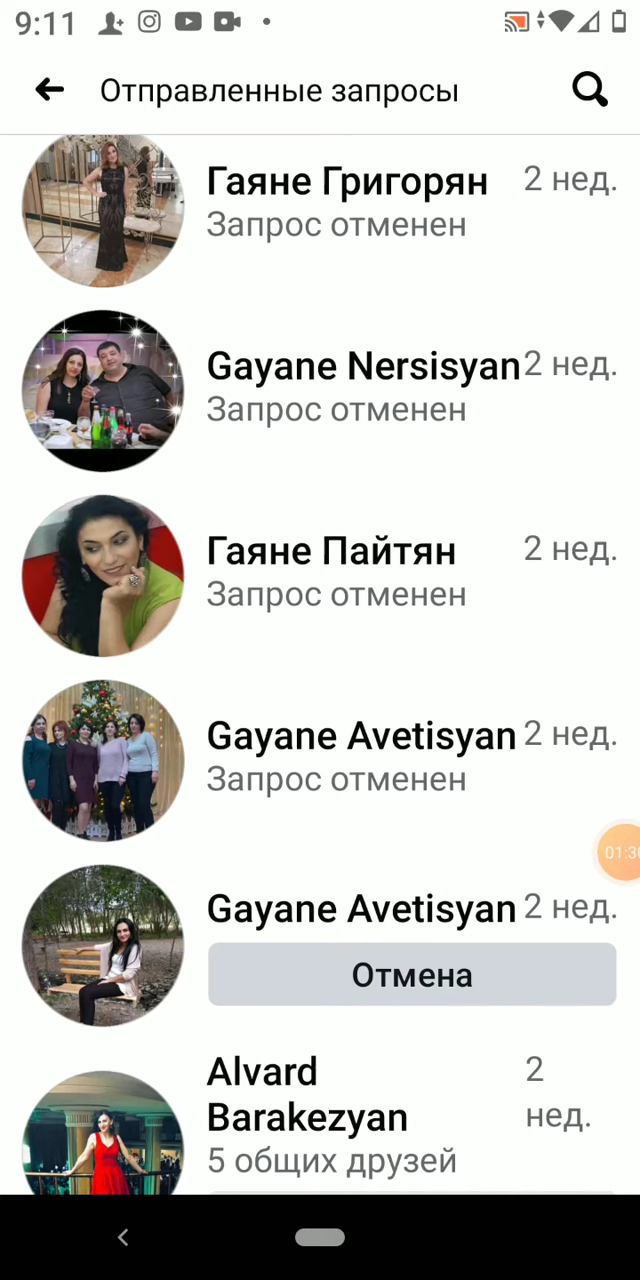 9:11
Отправленные запросы
Гаяне Григорян 2 нед.
Запрос отменен
Gayane Nersisyan 2 нед.
Запрос отменен
Гаяне Пайтян 2 нед.
Запрос отменен
Gayane Avetisyan 2 нед.
Запрос отменен
Gayane Avetisyan 2 нед.
Отмена
Alvard 2
Barakezyan нед.
5 общих друзей